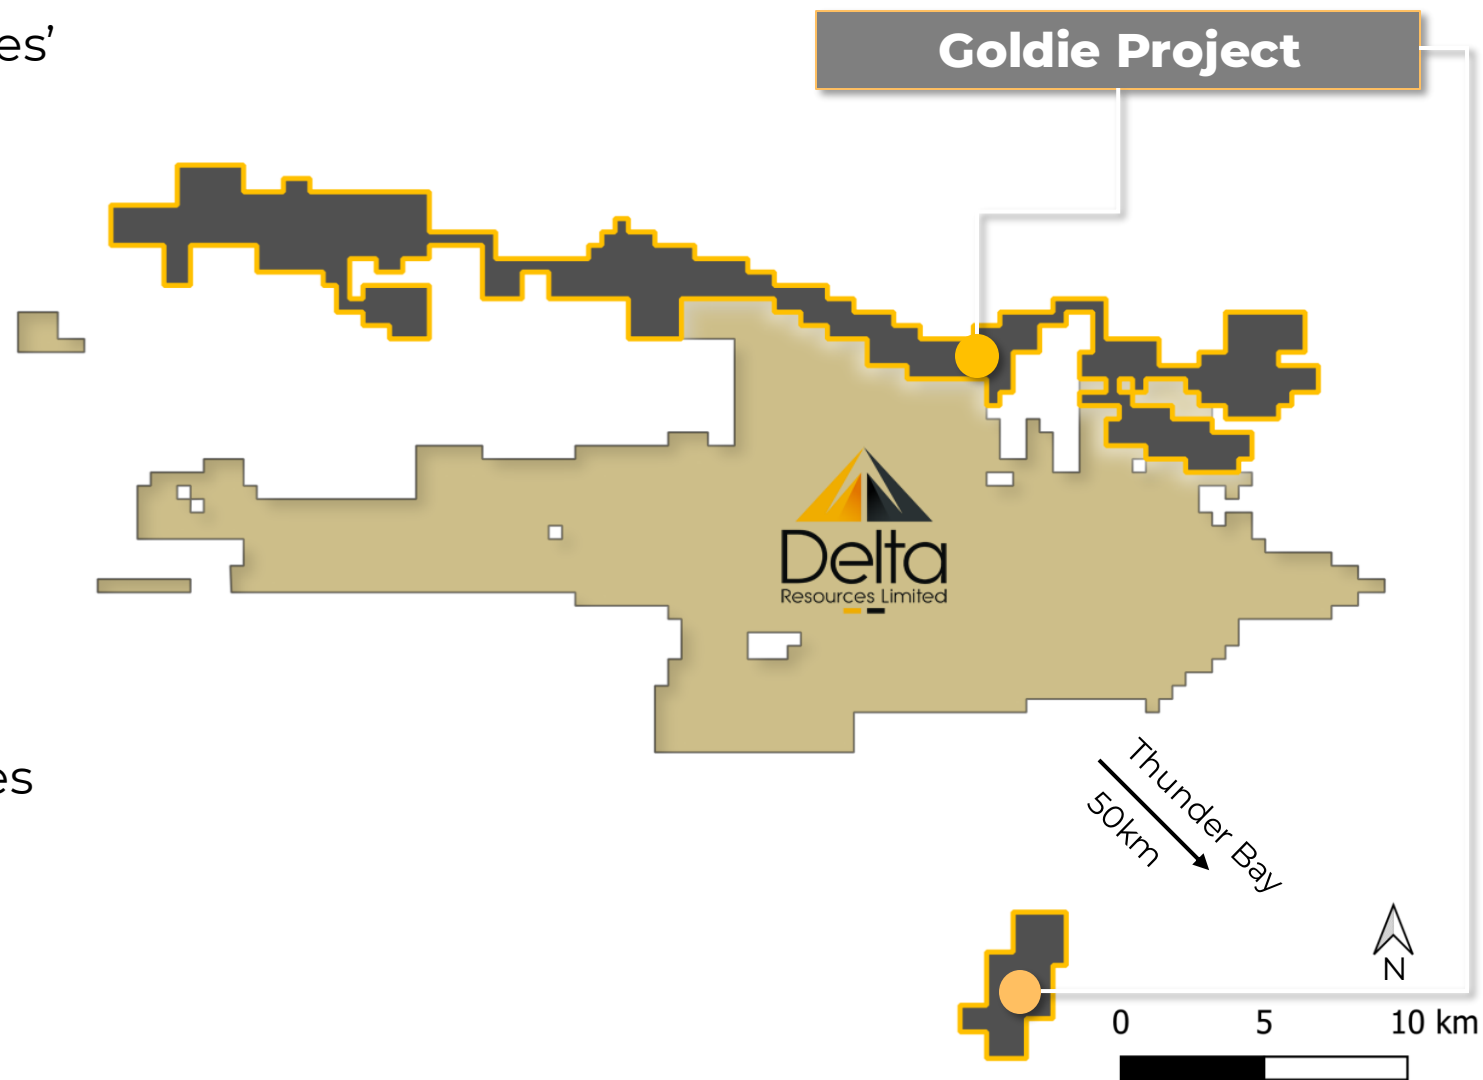 es’
Goldie Project
Delta
Resources Limited
es
Thunder Bay
50km
N
0 5 10 km